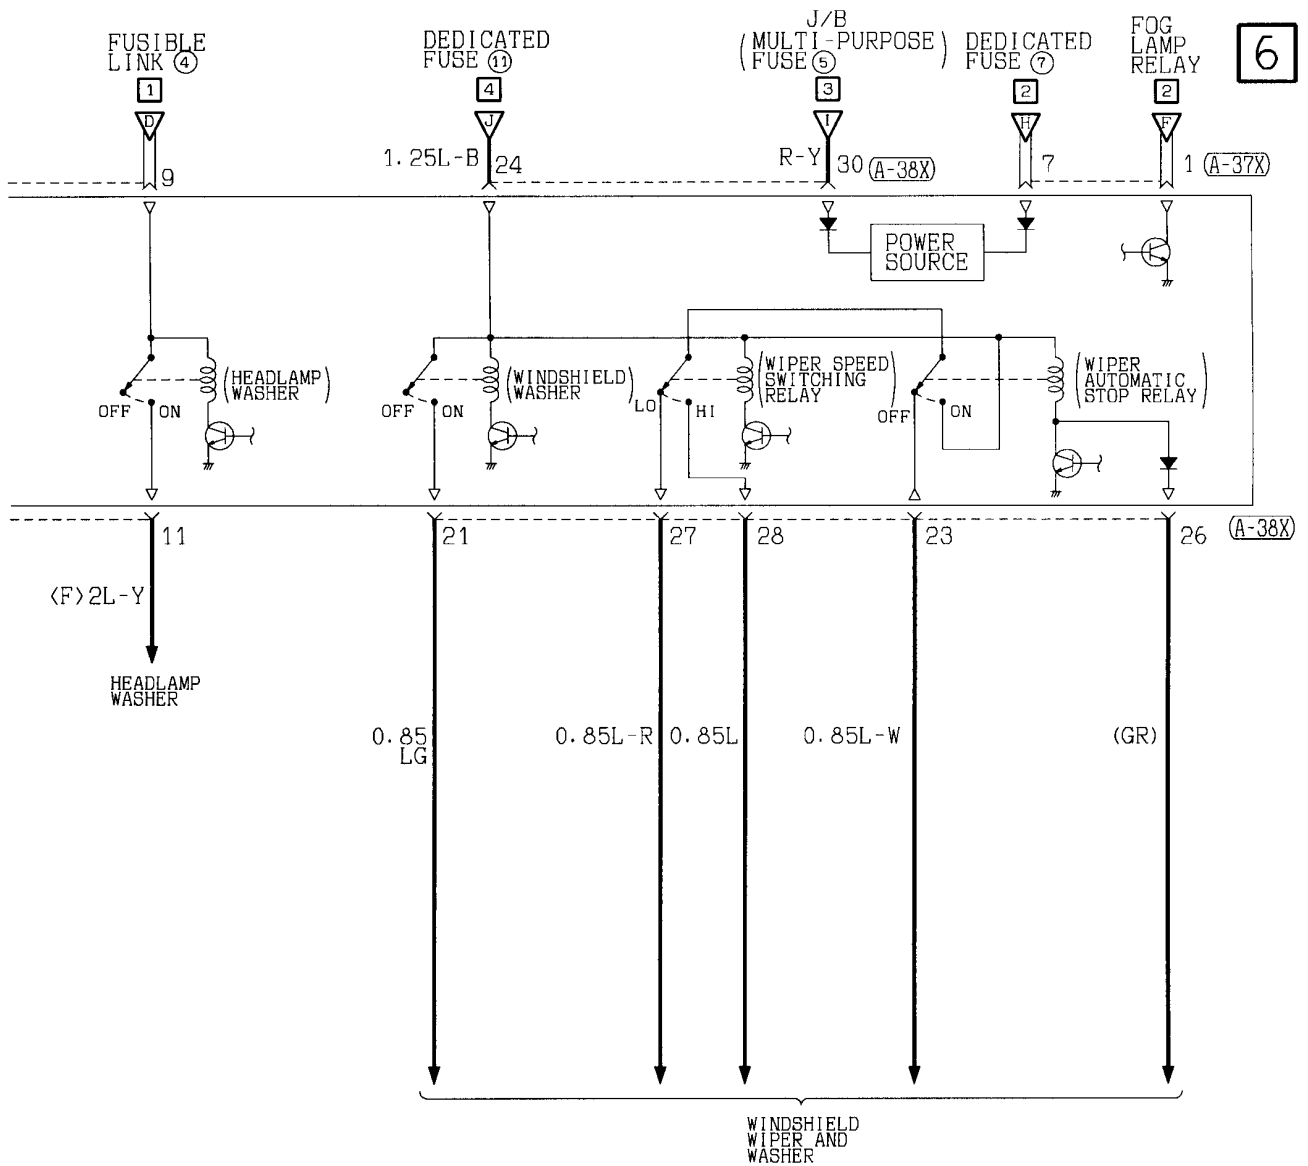 FUSIBLE
LINK ④
1
D
9
DEDICATED
FUSE ⑪
4
J
1.25L-B
24
J/B
(MULTI-PURPOSE)
FUSE ⑤
3
I
R-Y
30
(A-38X)
DEDICATED
FUSE ⑦
2
H
7
FOG
LAMP
RELAY
2
F
1
(A-37X)
6
POWER
SOURCE
OFF
ON
(HEADLAMP
WASHER)
OFF
ON
(WINDSHIELD
WASHER)
LO
HI
(WIPER SPEED
SWITCHING
RELAY)
OFF
ON
(WIPER
AUTOMATIC
STOP RELAY)
11
21
27
28
23
26
(A-38X)
<F>2L-Y
HEADLAMP
WASHER
0.85
LG
0.85L-R
0.85L
0.85L-W
(GR)
WINDSHIELD
WIPER AND
WASHER